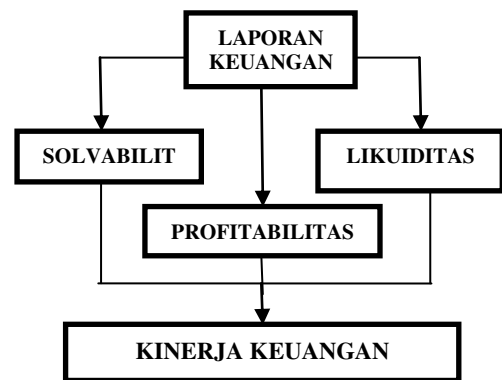 LAPORAN
KEUANGAN
SOLVABILIT
LIKUIDITAS
PROFITABILITAS
KINERJA KEUANGAN